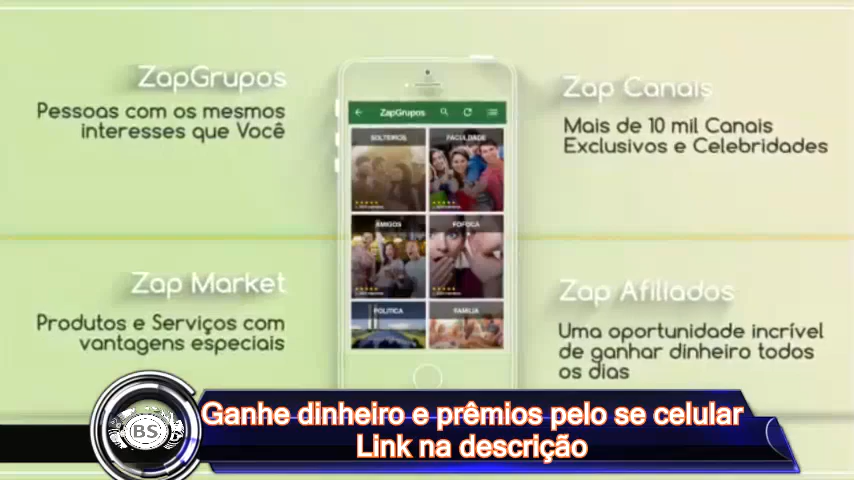 ZapGrupos
Pessoas com os mesmos
interesses que Você
Zap Canais
Mais de 10 mil Canais
Exclusivos e Celebridades
ZapGrupos
SOLTEIROS
FACULDADE
AMIGOS
FOFOCA
POLITICA
FAMILIA
Zap Market
Produtos e Serviços com
vantagens especiais
Zap Afiliados
Uma oportunidade incrível
de ganhar dinheiro todos
os dias
BS
Ganhe dinheiro e prêmios pelo se celular
Link na descrição